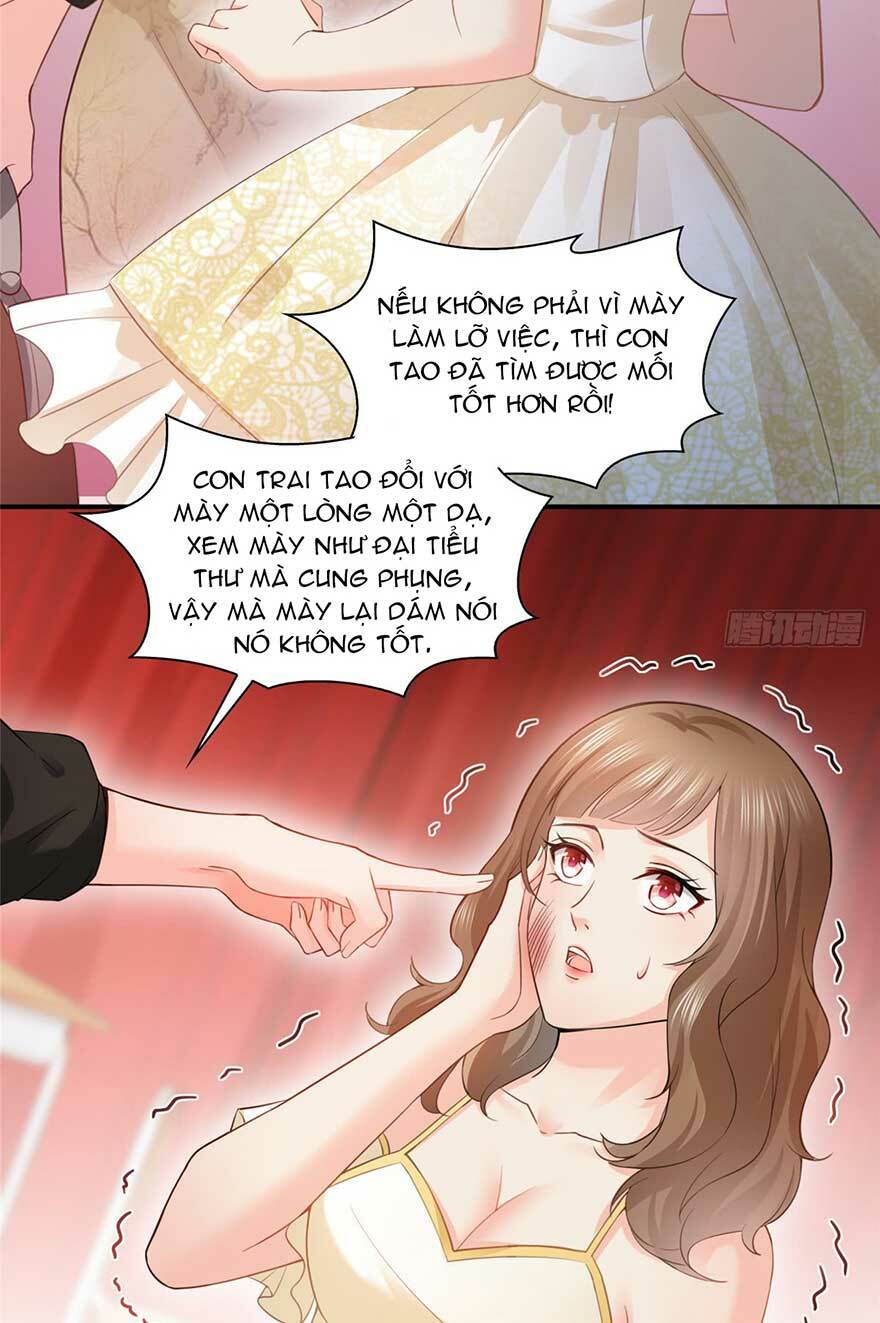 NẾU KHÔNG PHẢI VÌ MÀY
LÀM LỠ VIỆC, THÌ CON
TAO ĐÃ TÌM ĐƯỢC MỐI
TỐT HƠN RỒI!
CON TRAI TAO ĐỔI VỚI
MÀY MỘT LÒNG MỘT DẠ,
XEM MÀY NHƯ ĐẠI TIỂU
THƯ MÀ CUNG PHỤNG,
VẬY MÀ MÀY LẠI DÁM NÓI
NÓ KHÔNG TỐT.
腾讯动漫